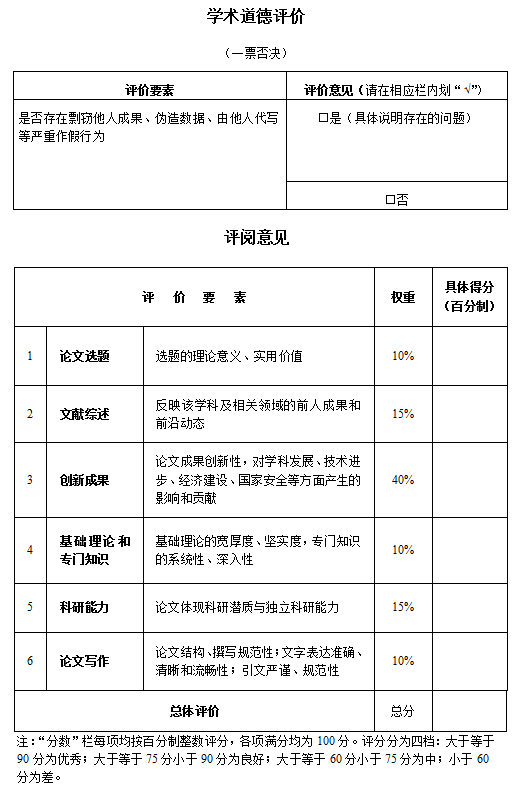 学术道德评价
（一票否决）
评价要素
评价意见（请在相应栏内划“√”）
是否存在剽窃他人成果、伪造数据、由他人代写
等严重作假行为
□是（具体说明存在的问题）
□否
评阅意见
评 价 要 素
权重
具体得分
（百分制）
1
论文选题
选题的理论意义、实用价值
10%
2
文献综述
反映该学科及相关领域的前人成果和
前沿动态
15%
3
创新成果
论文成果创新性，对学科发展、技术进
步、经济建设、国家安全等方面产生的
影响和贡献
40%
4
基础理论和
专门知识
基础理论的宽厚度、坚实度，专门知识
的系统性、深入性
10%
5
科研能力
论文体现科研潜质与独立科研能力
15%
6
论文写作
论文结构、撰写规范性；文字表达准确、
清晰和流畅性；引文严谨、规范性
10%
总体评价
总分
注：“分数”栏每项均按百分制整数评分，各项满分均为 100 分。评分分为四档：大于等于
90 分为优秀；大于等于 75 分小于 90 分为良好；大于等于 60 分小于 75 分为中；小于 60
分为差。